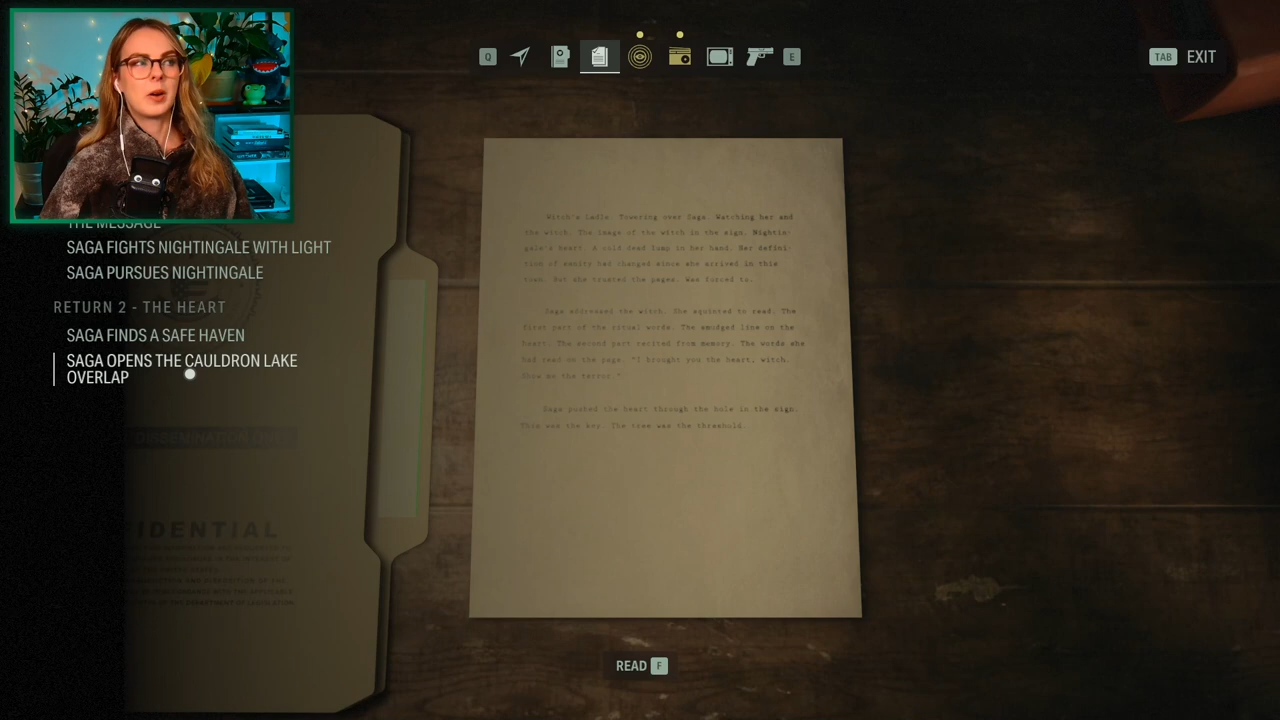 Q
E
TAB EXIT
THE MESSAGE
SAGA FIGHTS NIGHTINGALE WITH LIGHT
SAGA PURSUES NIGHTINGALE
RETURN 2 - THE HEART
SAGA FINDS A SAFE HAVEN
SAGA OPENS THE CAULDRON LAKE
OVERLAP
DISSEMINATION ONLY
IDENTIAL
Witch's Ladle. Towering over Saga. Watching her and
the witch. The image of the witch in the sign. Nightin-
gale's heart. A cold dead lump in her hand. Her defini-
tion of sanity had changed since she arrived in this
town. But she trusted the pages. Was forced to.
Saga addressed the witch. She squinted to read. The
first part of the ritual words. The smudged line on the
heart. The second part recited from memory. The words she
had read on the page. "I brought you the heart, witch.
Show me the terror."
Saga pushed the heart through the hole in the sign.
This was the key. The tree was the threshold.
READ F